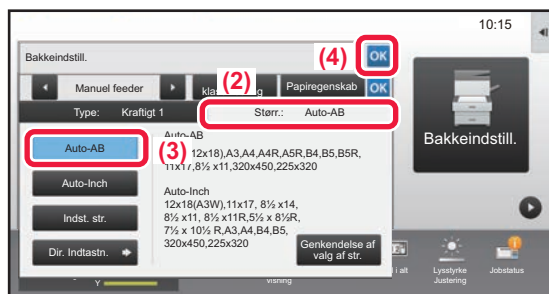 10:15
Bakkeindstill.
(4)
OK
Manuel feeder
(2)
Papiregenskab
OK
Type: Kraftigt 1
Størr.: Auto-AB
Auto-AB
(3)
Auto-AB
12x18),A3,A4,A4R,A5R,B4,B5,B5R,
11x17,8½ x11,320x450,225x320
Auto-Inch
Auto-Inch
12x18(A3W),11x17, 8½ x14,
8½ x11, 8½ x11R,5½ x 8½R,
7½ x 10½ R,A3,A4,B4,B5,
320x450,225x320
Indst. str.
Dir. Indtastn.
Genkendelse af
valg af str.
Bakkeindstill.
Y
visning
i alt
Lysstyrke
Justering
Jobstatus